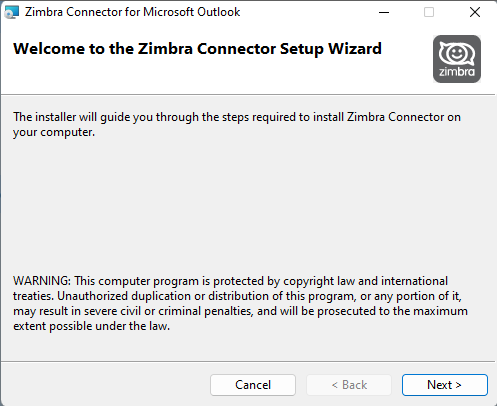 Zimbra Connector for Microsoft Outlook
Welcome to the Zimbra Connector Setup Wizard
zimbra
The installer will guide you through the steps required to install Zimbra Connector on
your computer.
WARNING: This computer program is protected by copyright law and international
treaties. Unauthorized duplication or distribution of this program, or any portion of it,
may result in severe civil or criminal penalties, and will be prosecuted to the maximum
extent possible under the law.
Cancel
< Back
Next >